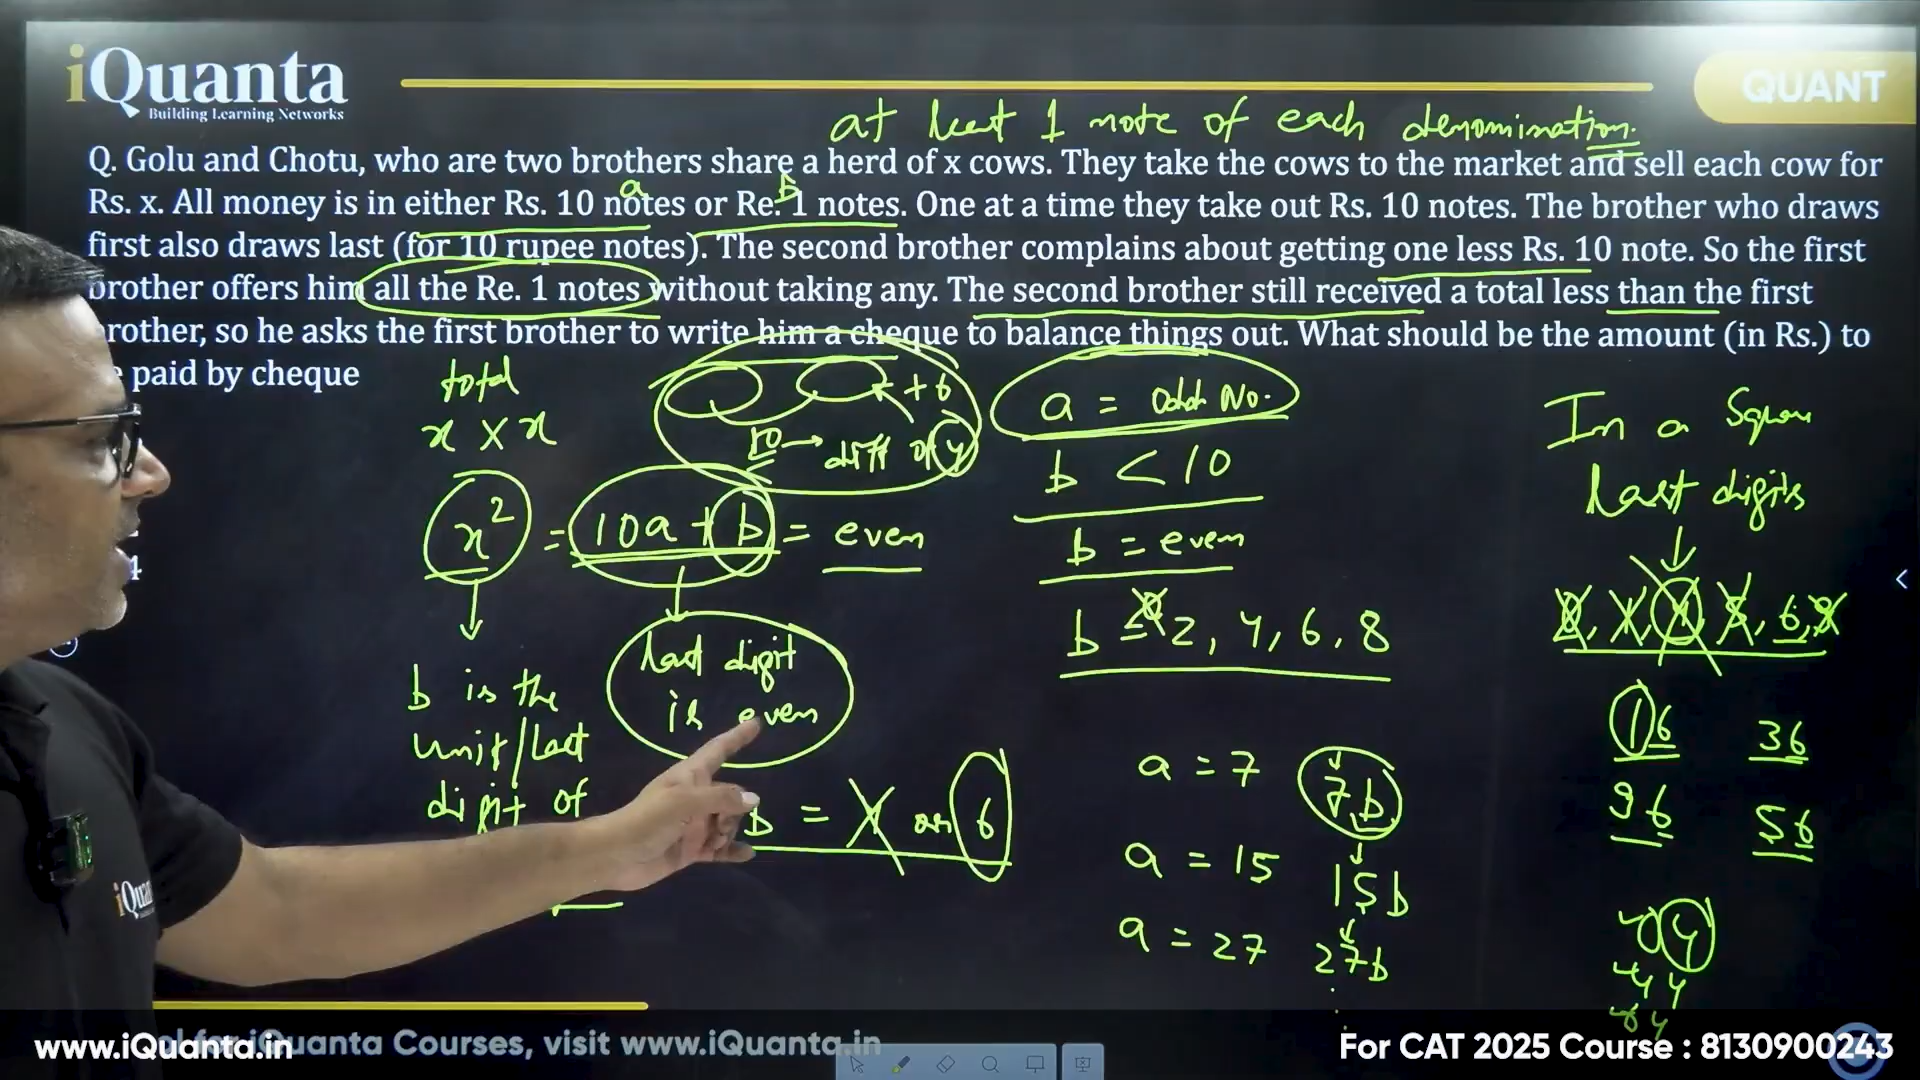 iQuanta
Building Learning Networks
QUANT
at least 1 note of each denomination.
Q. Golu and Chotu, who are two brothers share a herd of x cows. They take the cows to the market and sell each cow for
a b
Rs. x. All money is in either Rs. 10 notes or Re. 1 notes. One at a time they take out Rs. 10 notes. The brother who draws
first also draws last (for 10 rupee notes). The second brother complains about getting one less Rs. 10 note. So the first
brother offers him all the Re. 1 notes without taking any. The second brother still received a total less than the first
brother, so he asks the first brother to write him a cheque to balance things out. What should be the amount (in Rs.) to
paid by cheque
total
x × x
+6
10 → diff of 4
x² = 10a + b = even
b is the
unit/last
digit of
last digit
is even
b = or 6
a = odd No.
b < 10
b = even
b = 2, 4, 6, 8
a = 7 7b
a = 15 15b
a = 27 27b
In a Square
last digits
16 36
96 56
4
iQuanta
www.iQuanta.in
iQuanta Courses, visit www.iQuanta.in
For CAT 2025 Course : 8130900243